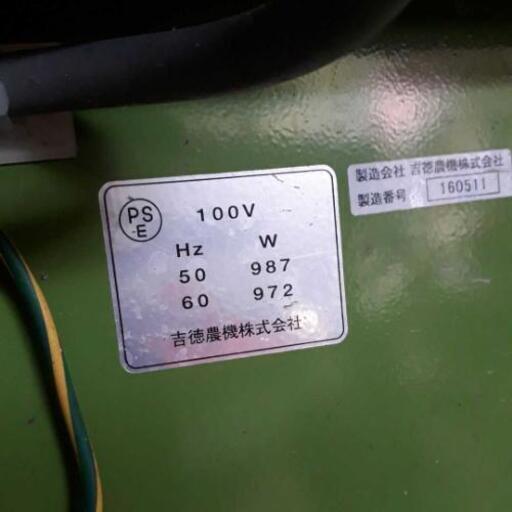 PS
E
100V
Hz W
50 987
60 972
吉徳農機株式会社
製造会社 吉徳農機株式会社
製造番号 160511